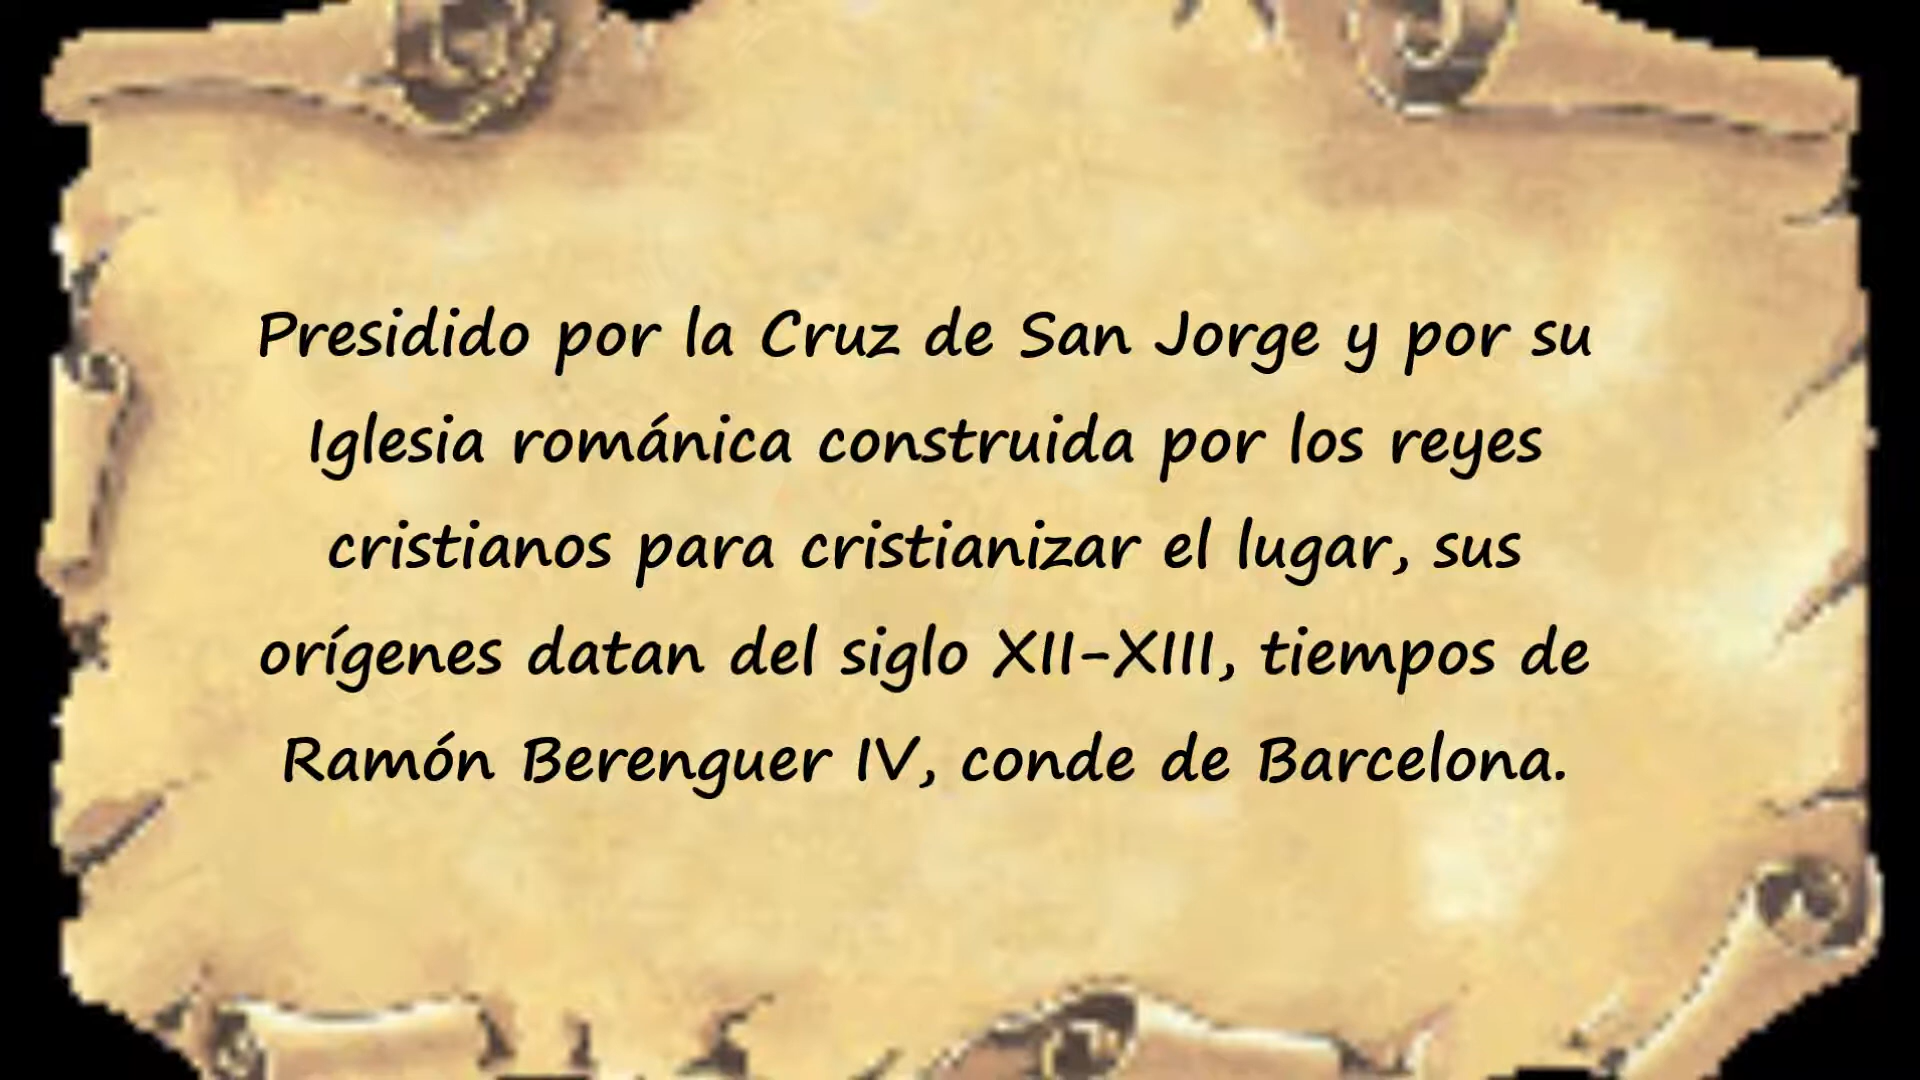 Presidido por la Cruz de San Jorge y por su
Iglesia románica construida por los reyes
cristianos para cristianizar el lugar, sus
orígenes datan del siglo XII-XIII, tiempos de
Ramón Berenguer IV, conde de Barcelona.